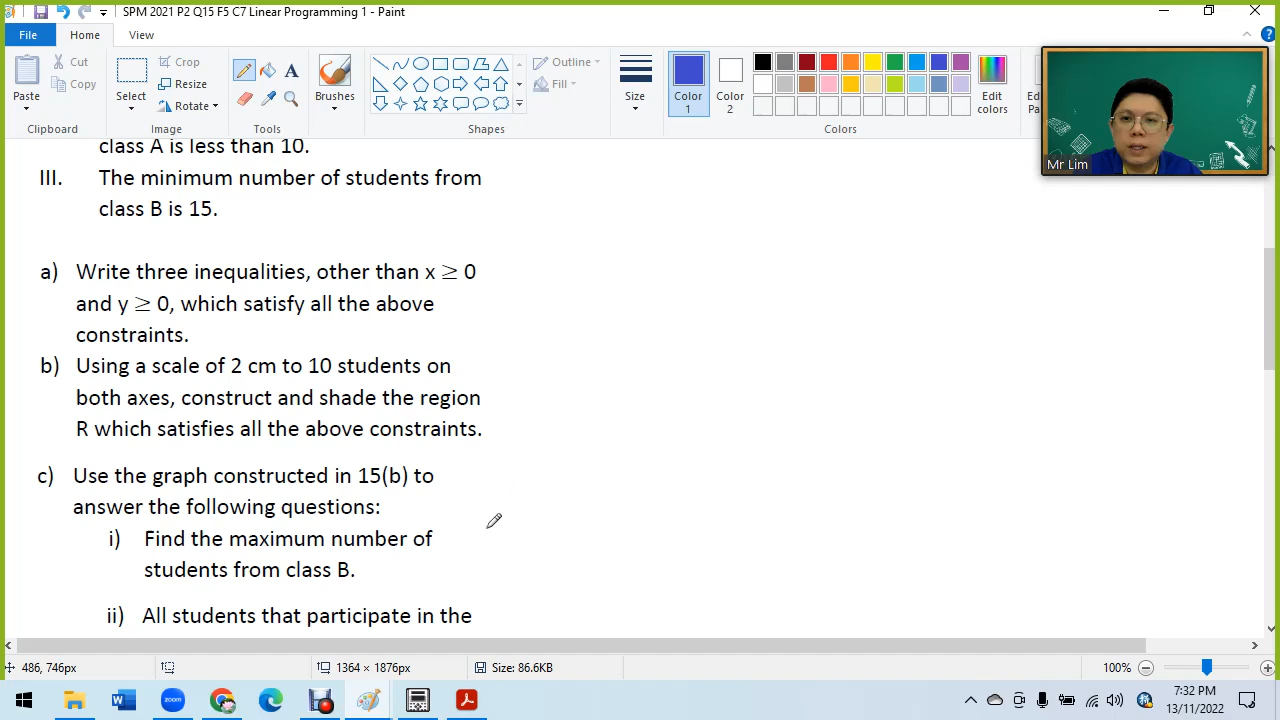 SPM 2021 P2 Q15 F5 C7 Linear Programming 1 - Paint
File
Home
View
Paste
Cut
Copy
Clipboard
Select
Crop
Resize
Rotate
Image
A
Tools
Brushes
Outline
Fill
Shapes
Size
Color 1
Color 2
Edit colors
Colors
Mr Lim
class A is less than 10.
III. The minimum number of students from
class B is 15.
a) Write three inequalities, other than x ≥ 0
and y ≥ 0, which satisfy all the above
constraints.
b) Using a scale of 2 cm to 10 students on
both axes, construct and shade the region
R which satisfies all the above constraints.
c) Use the graph constructed in 15(b) to
answer the following questions:
i) Find the maximum number of
students from class B.
ii) All students that participate in the
486, 746px
1364 × 1876px
Size: 86.6KB
100%
zoom
7:32 PM
13/11/2022